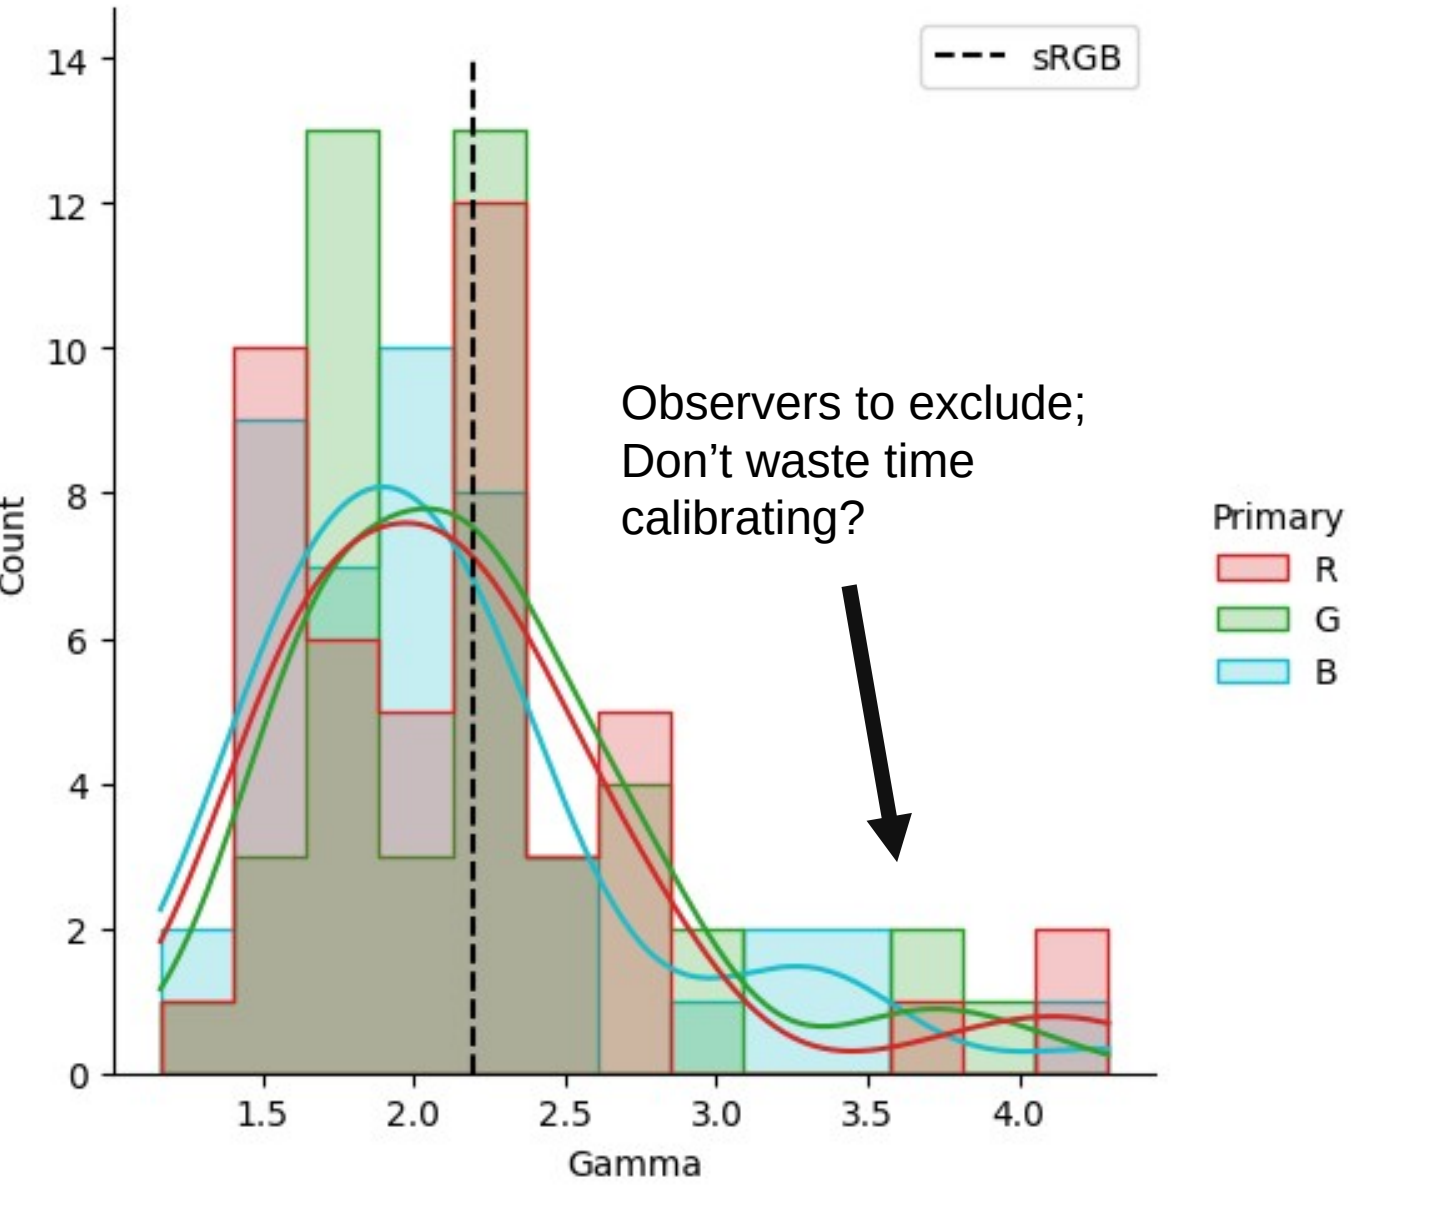 14
sRGB
12
10
Observers to exclude;
Don’t waste time
calibrating?
8
Count
Primary
R
G
B
6
4
2
0
1.5 2.0 2.5 3.0 3.5 4.0
Gamma